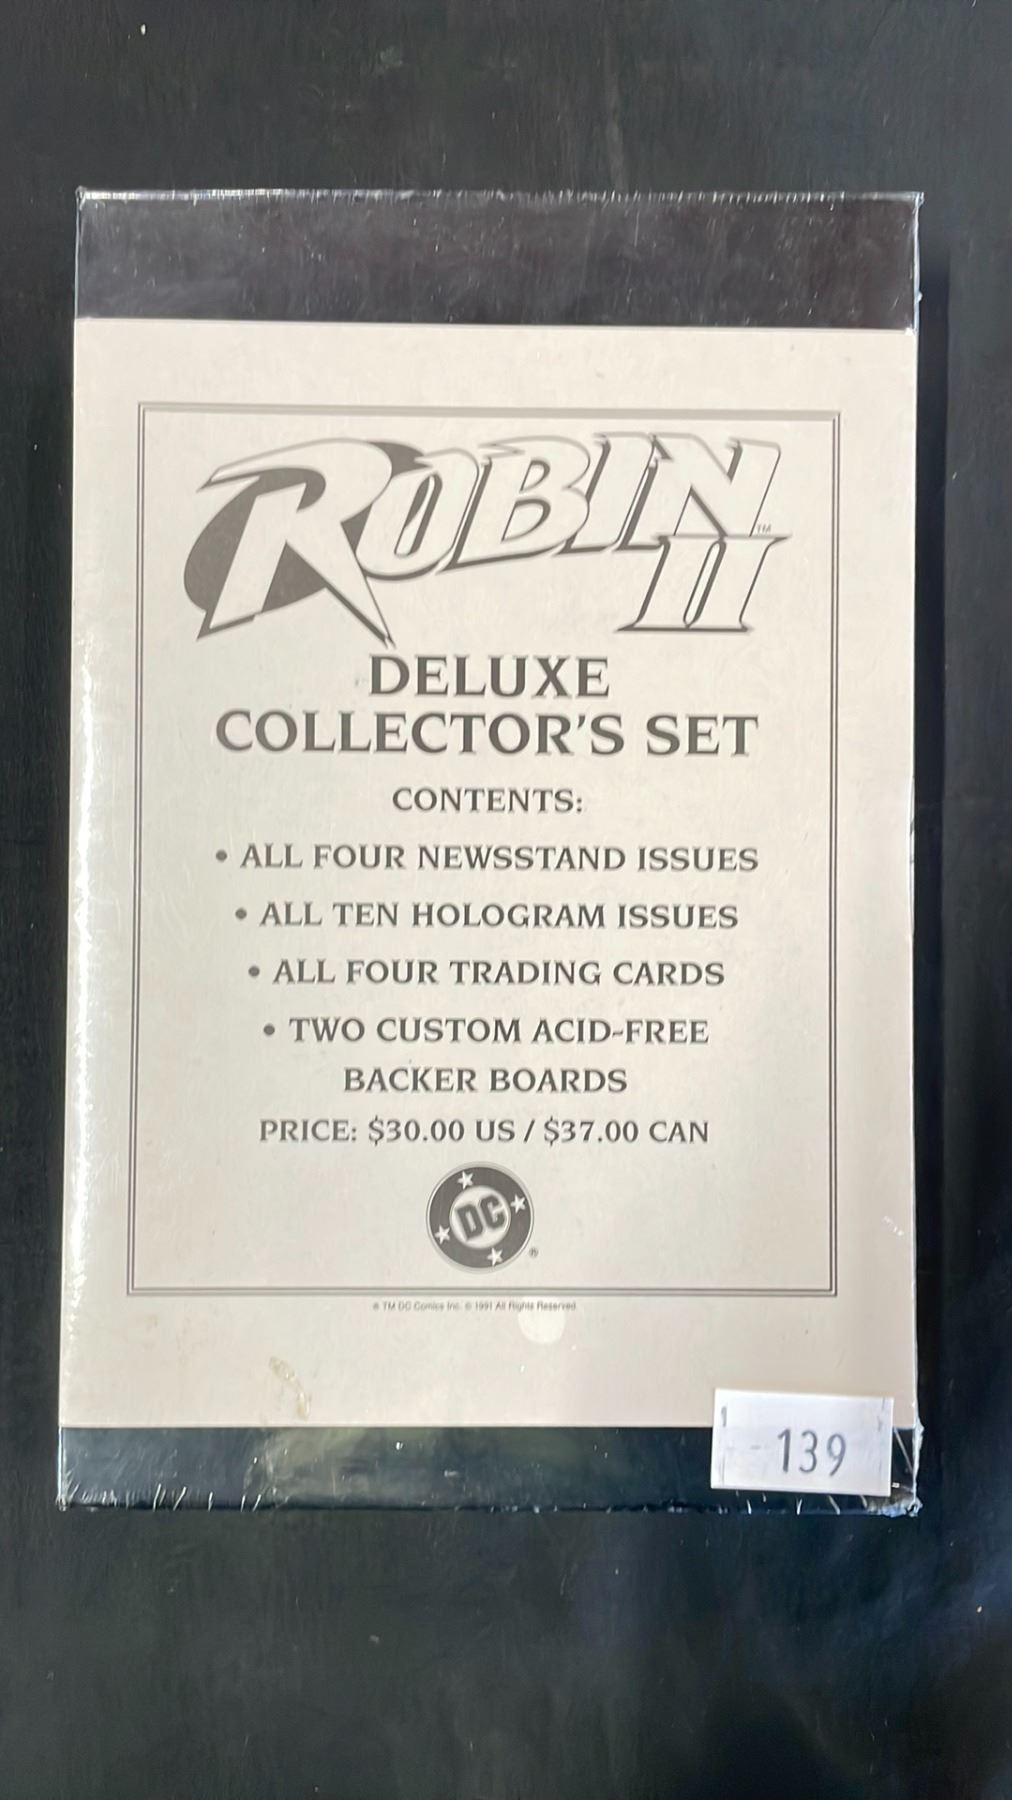 ROBIN™
II
DELUXE
COLLECTOR'S SET
CONTENTS:
• ALL FOUR NEWSSTAND ISSUES
• ALL TEN HOLOGRAM ISSUES
• ALL FOUR TRADING CARDS
• TWO CUSTOM ACID-FREE
BACKER BOARDS
PRICE: $30.00 US / $37.00 CAN
DC ®
TM DC Comics Inc. © 1991 All Rights Reserved
139